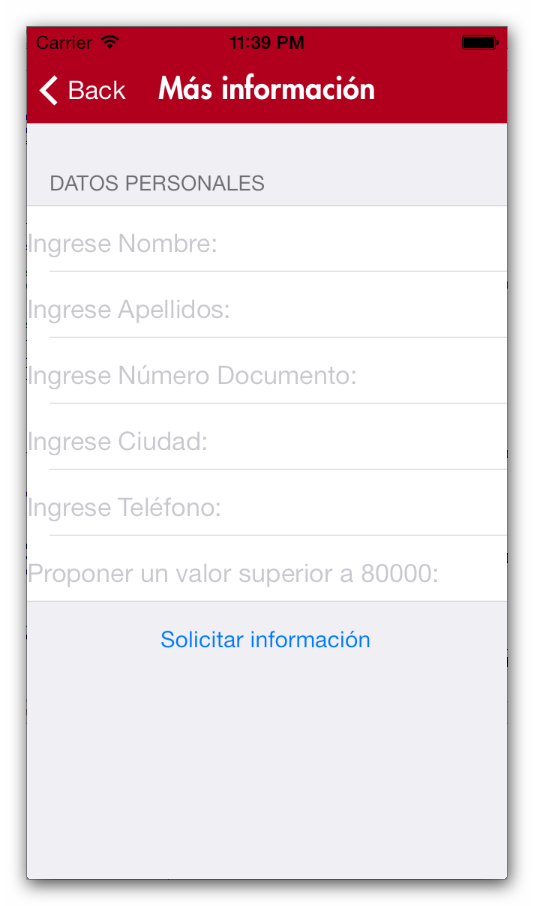 Carrier 11:39 PM
Back Más información
DATOS PERSONALES
Ingrese Nombre:
Ingrese Apellidos:
Ingrese Número Documento:
Ingrese Ciudad:
Ingrese Teléfono:
Proponer un valor superior a 80000:
Solicitar información